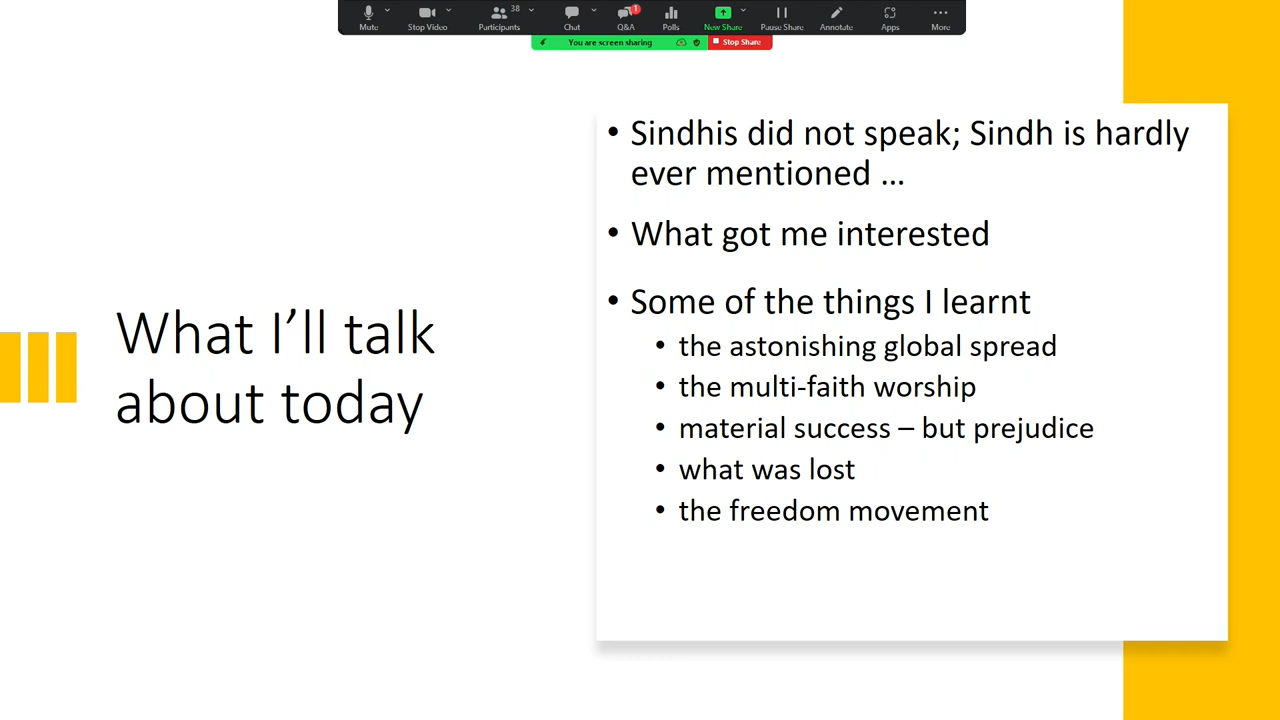 38
1
Mute
Stop Video
Participants
Chat
Q&A
Polls
New Share
Pause Share
Annotate
Apps
More
You are screen sharing
Stop Share
What I’ll talk
about today
• Sindhis did not speak; Sindh is hardly
ever mentioned ...
• What got me interested
• Some of the things I learnt
• the astonishing global spread
• the multi-faith worship
• material success – but prejudice
• what was lost
• the freedom movement